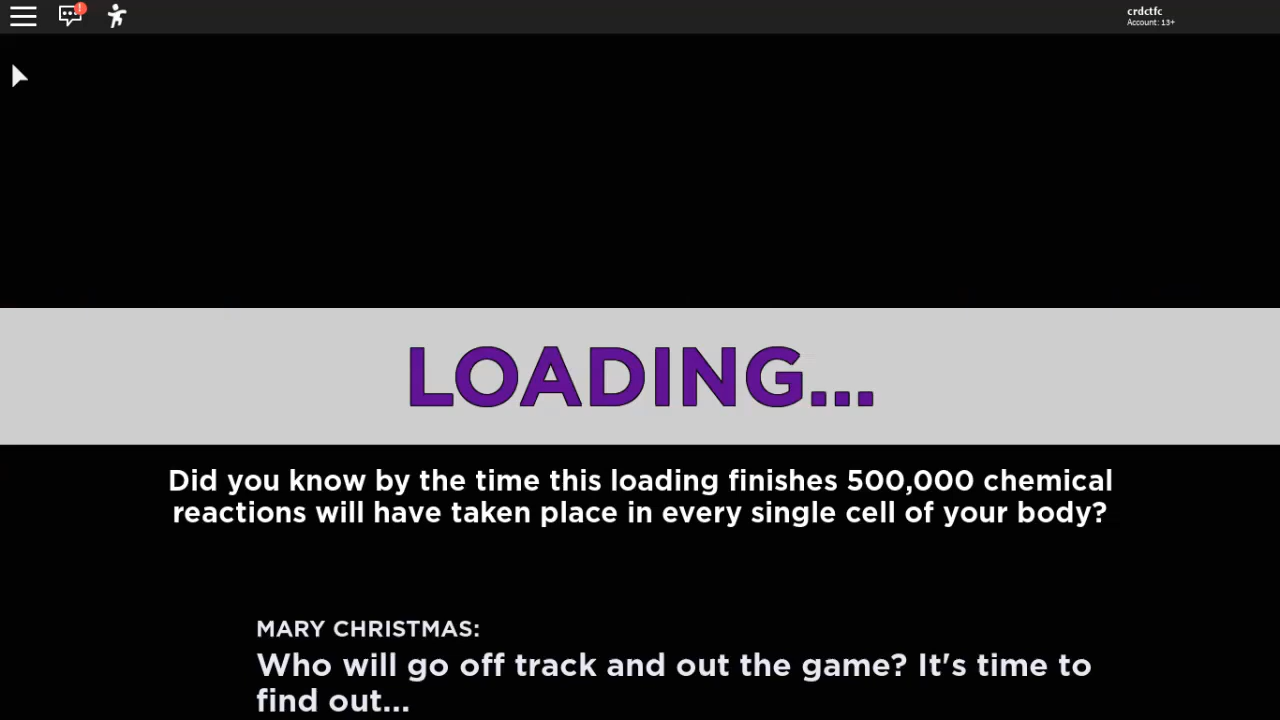 crdctfc
Account: 13+
!
LOADING...
Did you know by the time this loading finishes 500,000 chemical
reactions will have taken place in every single cell of your body?
MARY CHRISTMAS:
Who will go off track and out the game? It's time to
find out...